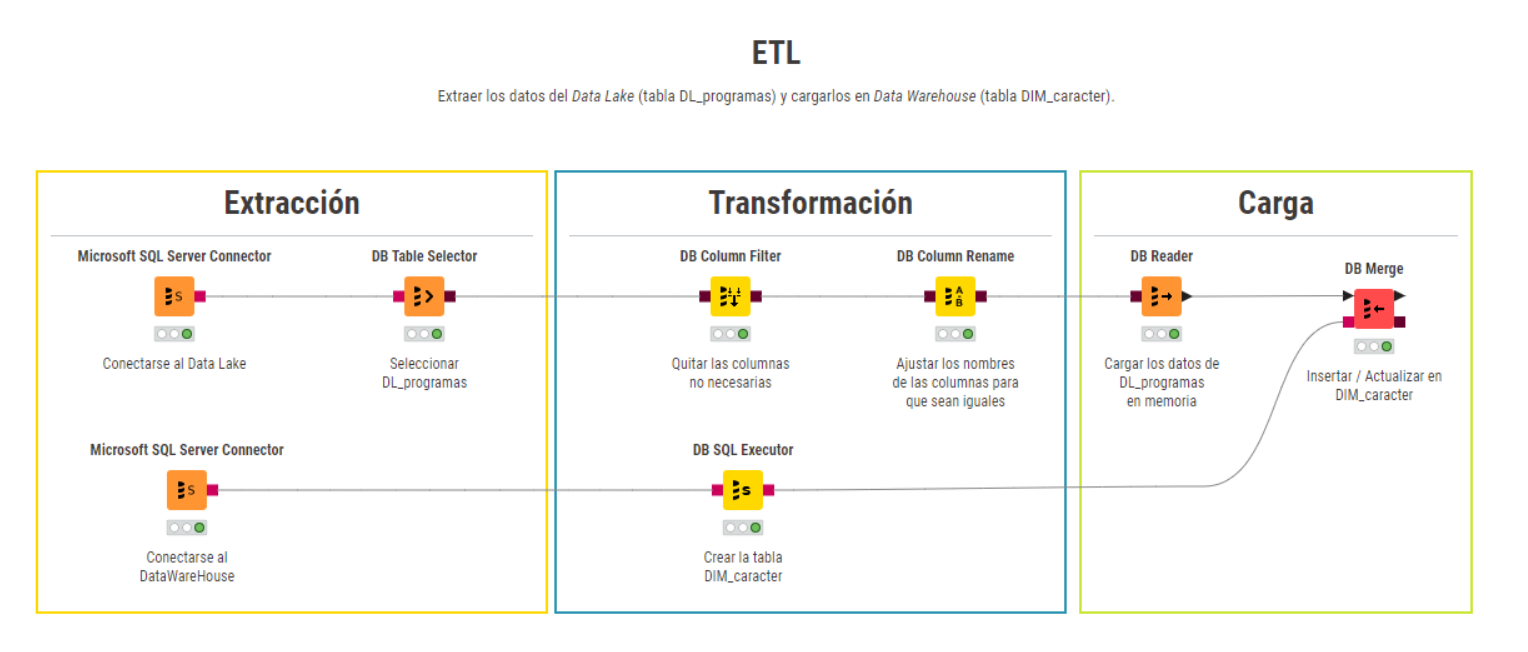 ETL
Extraer los datos del Data Lake (tabla DL_programas) y cargarlos en Data Warehouse (tabla DIM_caracter).
Extracción
Microsoft SQL Server Connector
DB Table Selector
S
Conectarse al Data Lake
Seleccionar
DL_programas
Microsoft SQL Server Connector
S
Conectarse al
DataWareHouse
Transformación
DB Column Filter
DB Column Rename
A
B
Quitar las columnas
no necesarias
Ajustar los nombres
de las columnas para
que sean iguales
DB SQL Executor
S
Crear la tabla
DIM_caracter
Carga
DB Reader
DB Merge
Cargar los datos de
DL_programas
en memoria
Insertar / Actualizar en
DIM_caracter